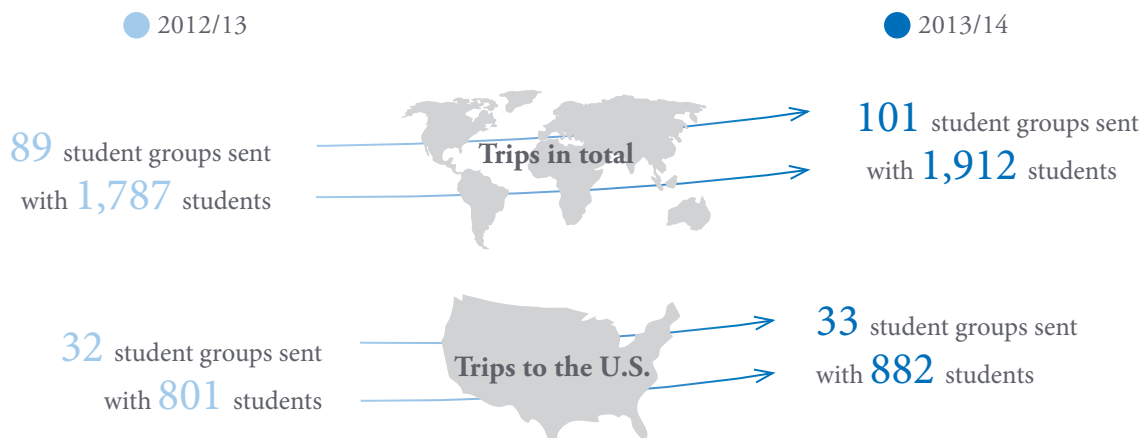 2012/13
2013/14
89 student groups sent
with 1,787 students
Trips in total
101 student groups sent
with 1,912 students
32 student groups sent
with 801 students
Trips to the U.S.
33 student groups sent
with 882 students